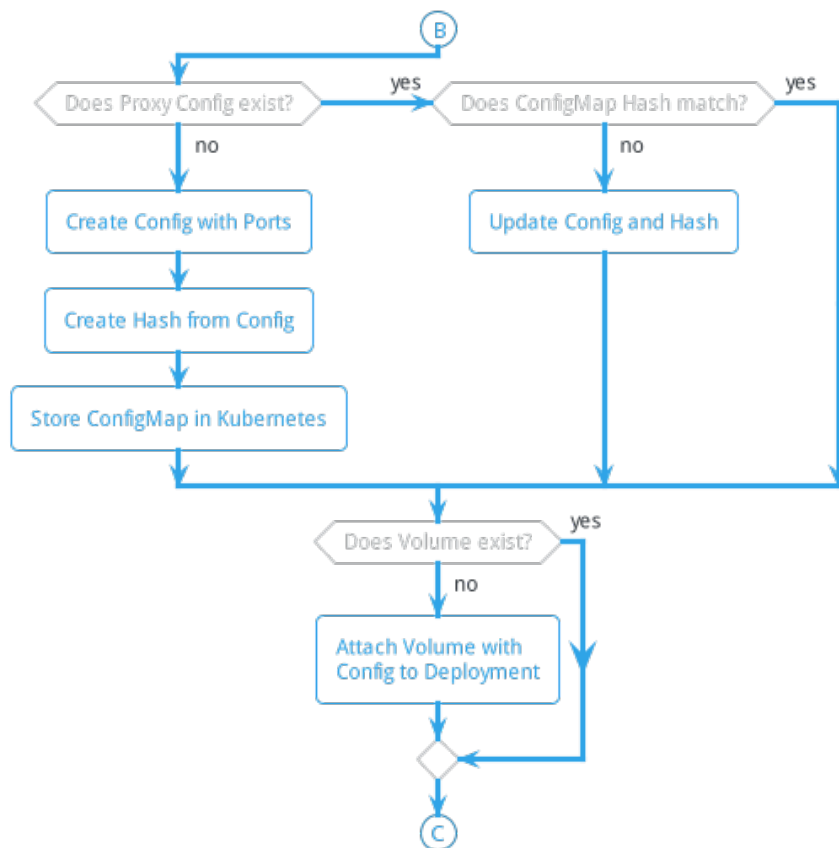 B
Does Proxy Config exist?
yes
Does ConfigMap Hash match?
yes
no
no
Create Config with Ports
Update Config and Hash
Create Hash from Config
Store ConfigMap in Kubernetes
Does Volume exist?
yes
no
Attach Volume with
Config to Deployment
C